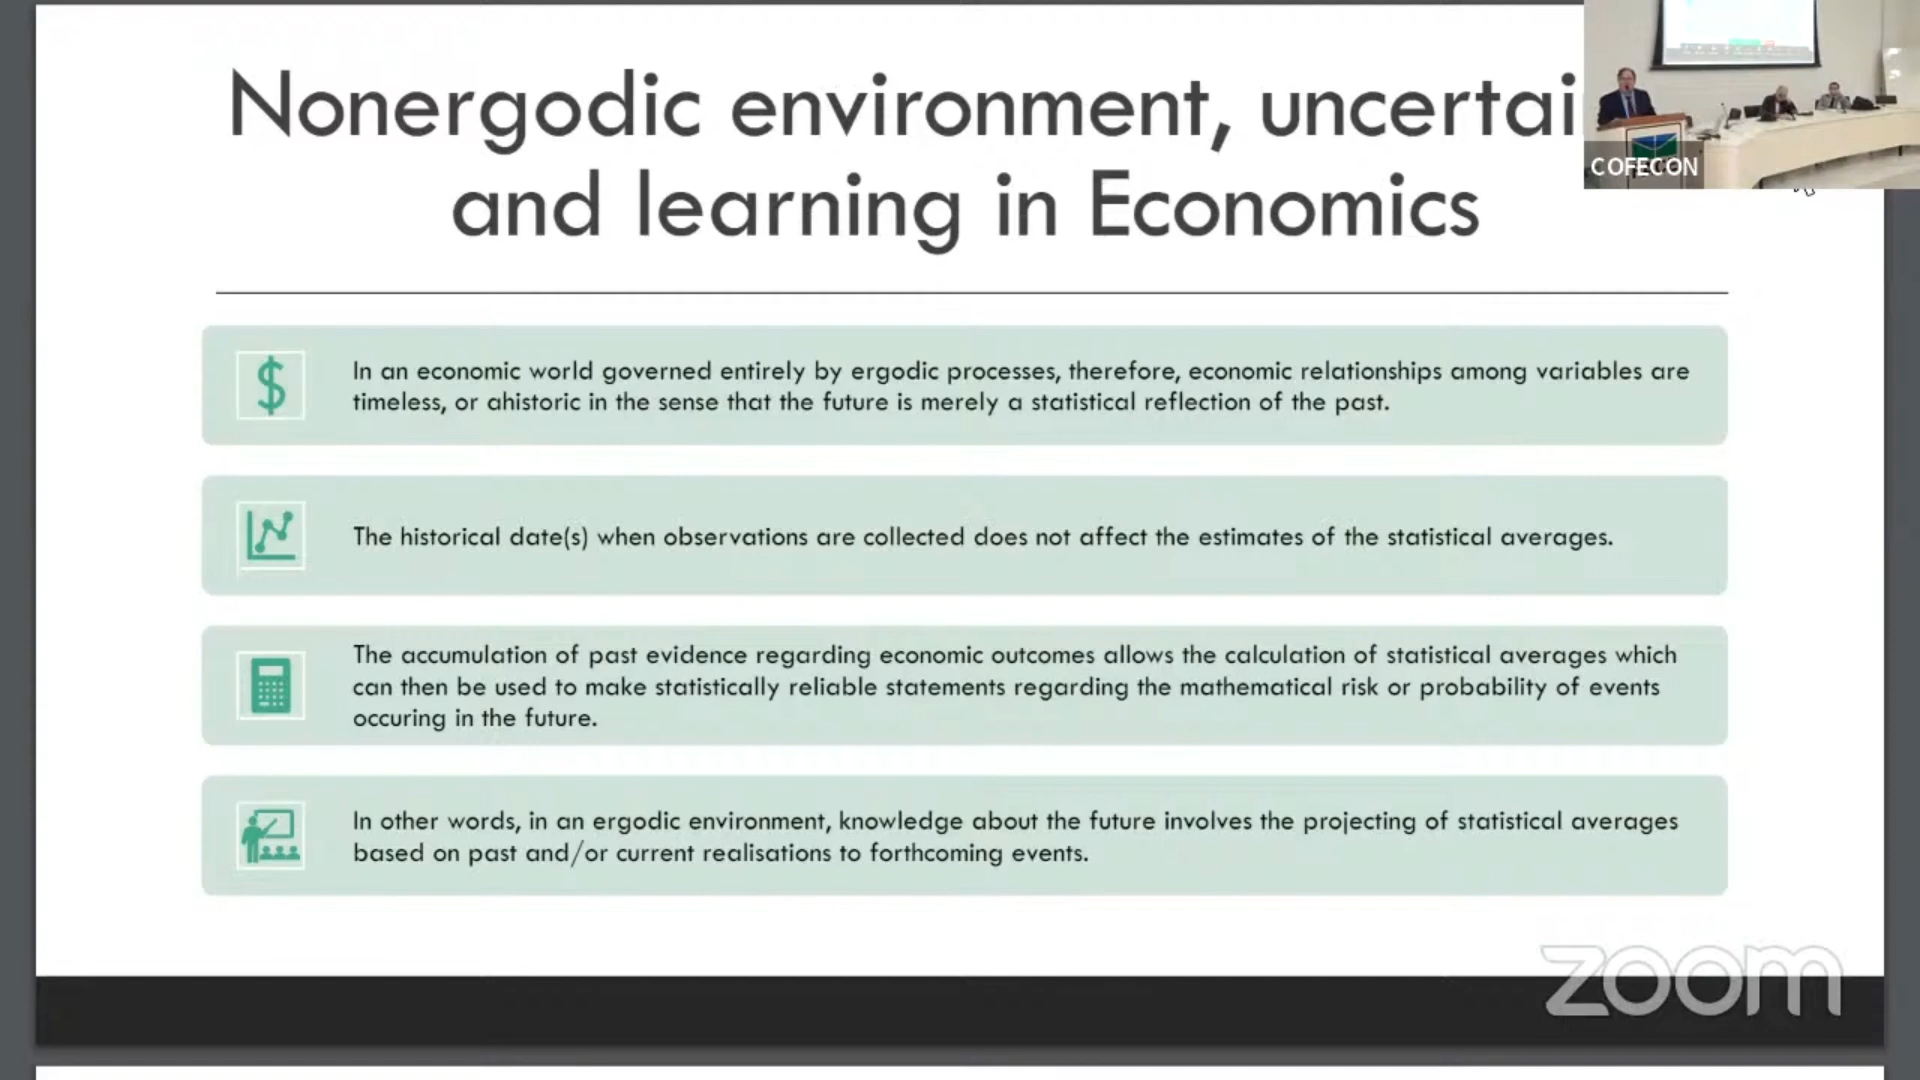 Nonergodic environment, uncertai
and learning in Economics
COFECON
In an economic world governed entirely by ergodic processes, therefore, economic relationships among variables are
timeless, or ahistoric in the sense that the future is merely a statistical reflection of the past.
The historical date(s) when observations are collected does not affect the estimates of the statistical averages.
The accumulation of past evidence regarding economic outcomes allows the calculation of statistical averages which
can then be used to make statistically reliable statements regarding the mathematical risk or probability of events
occuring in the future.
In other words, in an ergodic environment, knowledge about the future involves the projecting of statistical averages
based on past and/or current realisations to forthcoming events.
zoom